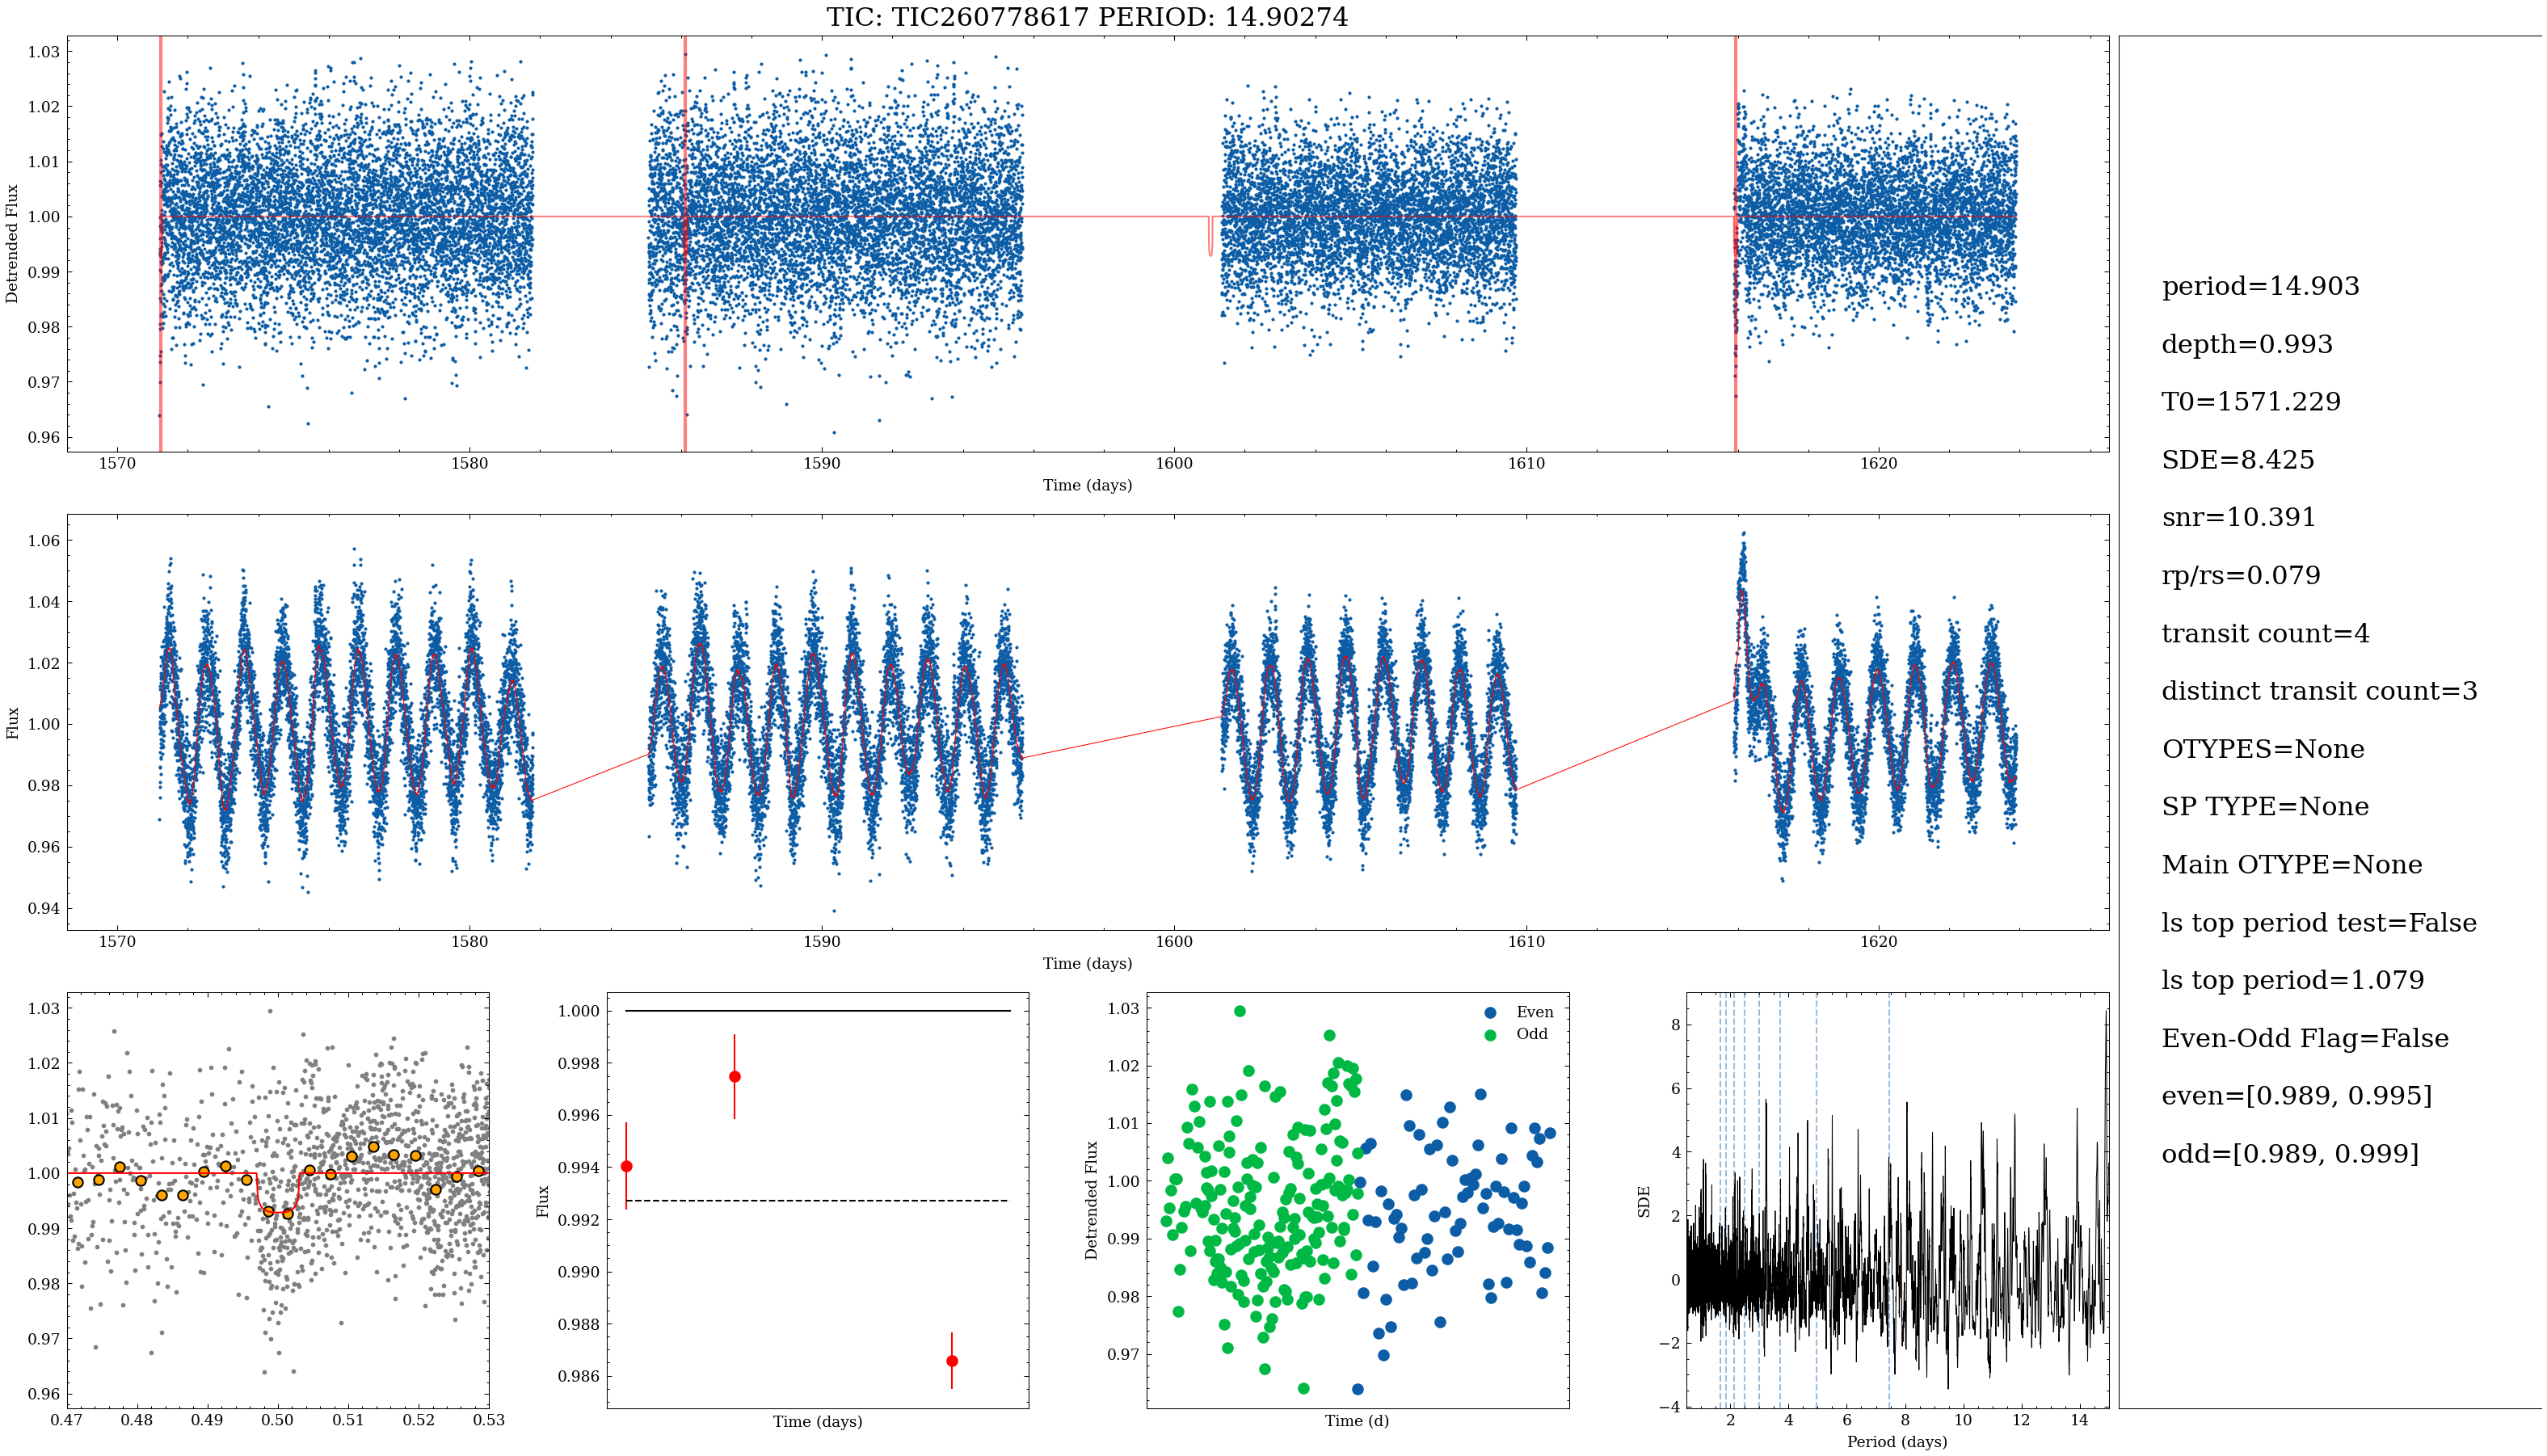 TIC: TIC260778617 PERIOD: 14.90274
1.03
1.02
1.01
1.00
0.99
0.98
0.97
0.96
Detrended Flux
1570 1580 1590 1600 1610 1620
Time (days)
1.06
1.04
1.02
1.00
0.98
0.96
0.94
Flux
1570 1580 1590 1600 1610 1620
Time (days)
1.03
1.02
1.01
1.00
0.99
0.98
0.97
0.96
0.47 0.48 0.49 0.50 0.51 0.52 0.53
1.000
0.998
0.996
0.994
0.992
0.990
0.988
0.986
Flux
Time (days)
1.03
1.02
1.01
1.00
0.99
0.98
0.97
Detrended Flux
Even
Odd
Time (d)
8
6
4
2
0
−2
−4
SDE
2 4 6 8 10 12 14
Period (days)
period=14.903
depth=0.993
T0=1571.229
SDE=8.425
snr=10.391
rp/rs=0.079
transit count=4
distinct transit count=3
OTYPES=None
SP TYPE=None
Main OTYPE=None
ls top period test=False
ls top period=1.079
Even-Odd Flag=False
even=[0.989, 0.995]
odd=[0.989, 0.999]